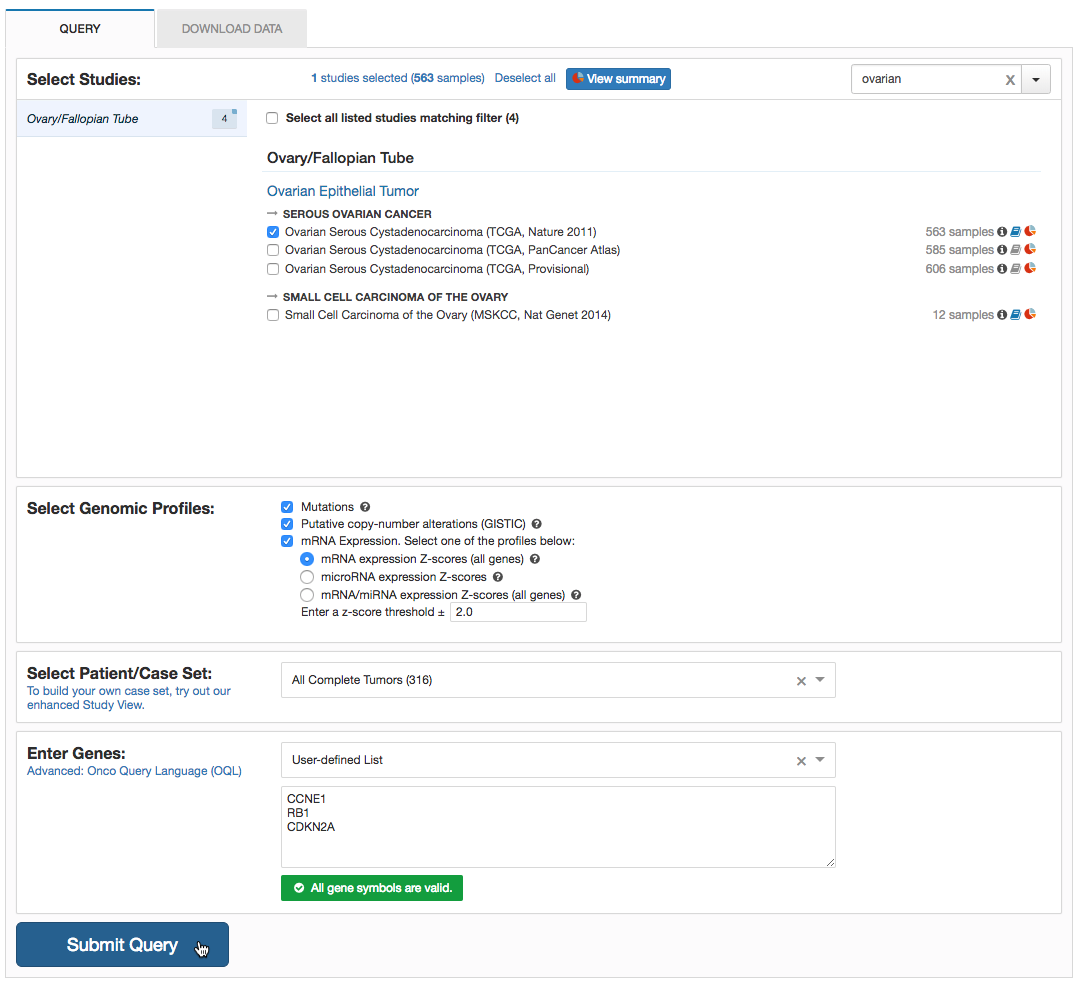 QUERY
DOWNLOAD DATA
Select Studies:
1 studies selected (563 samples) Deselect all View summary
ovarian x
Ovary/Fallopian Tube 4
Select all listed studies matching filter (4)
Ovary/Fallopian Tube
Ovarian Epithelial Tumor
→ SEROUS OVARIAN CANCER
Ovarian Serous Cystadenocarcinoma (TCGA, Nature 2011) 563 samples
Ovarian Serous Cystadenocarcinoma (TCGA, PanCancer Atlas) 585 samples
Ovarian Serous Cystadenocarcinoma (TCGA, Provisional) 606 samples
→ SMALL CELL CARCINOMA OF THE OVARY
Small Cell Carcinoma of the Ovary (MSKCC, Nat Genet 2014) 12 samples
Select Genomic Profiles:
Mutations
Putative copy-number alterations (GISTIC)
mRNA Expression. Select one of the profiles below:
mRNA expression Z-scores (all genes)
microRNA expression Z-scores
mRNA/miRNA expression Z-scores (all genes)
Enter a z-score threshold ± 2.0
Select Patient/Case Set:
To build your own case set, try out our
enhanced Study View.
All Complete Tumors (316) ×
Enter Genes:
Advanced: Onco Query Language (OQL)
User-defined List ×
CCNE1
RB1
CDKN2A
All gene symbols are valid.
Submit Query